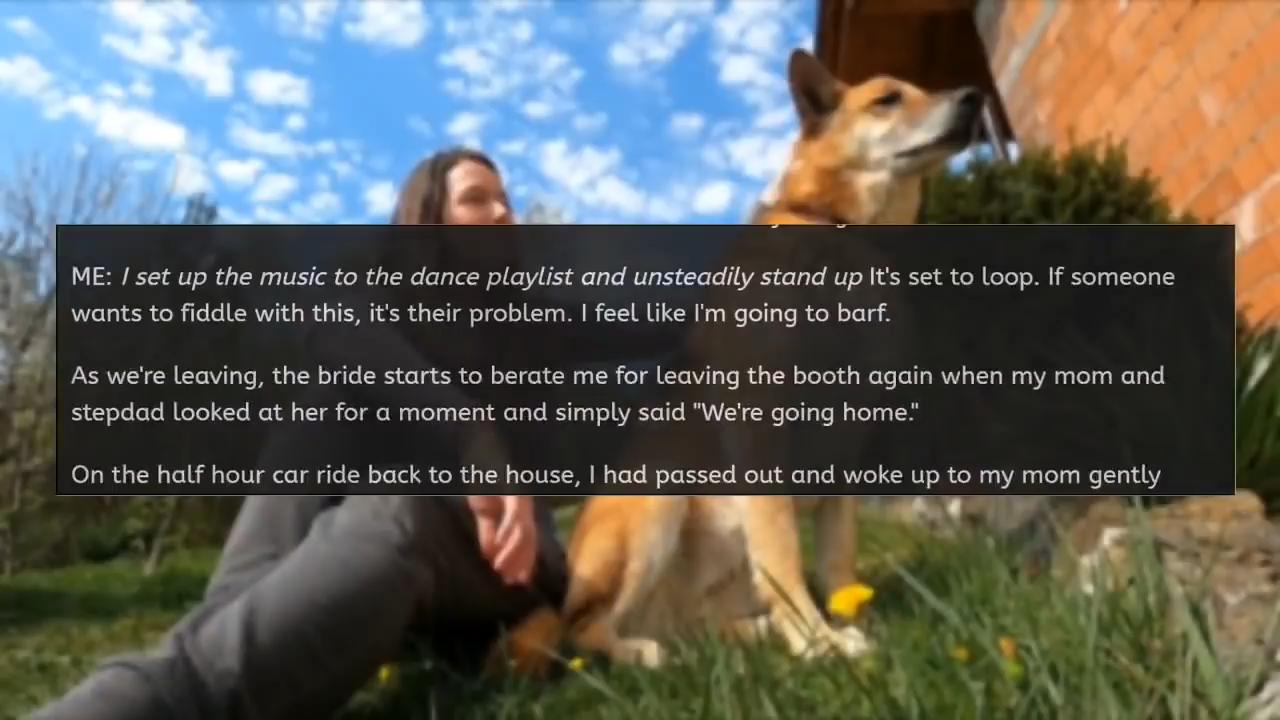 ME: I set up the music to the dance playlist and unsteadily stand up It's set to loop. If someone
wants to fiddle with this, it's their problem. I feel like I'm going to barf.
As we're leaving, the bride starts to berate me for leaving the booth again when my mom and
stepdad looked at her for a moment and simply said "We're going home."
On the half hour car ride back to the house, I had passed out and woke up to my mom gently